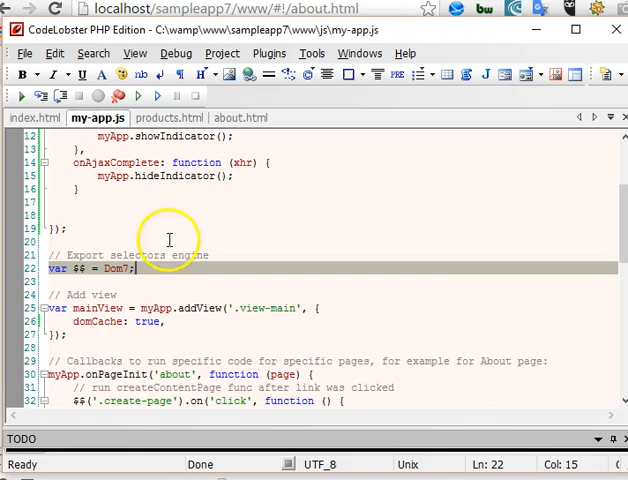 localhost/sampleapp7/www/#!/about.html
CodeLobster PHP Edition - C:\wamp\www\sampleapp7\www\js\my-app.js
File Edit Search View Debug Project Plugins Tools Windows Help
B I A nb ¶ H PRE
index.html my-app.js products.html about.html
12 myApp.showIndicator();
13 },
14 onAjaxComplete: function (xhr) {
15 myApp.hideIndicator();
16 }
17
18
19 });
20
21 // Export selectors engine
22 var $$ = Dom7;
23
24 // Add view
25 var mainView = myApp.addView('.view-main', {
26 domCache: true,
27 });
28
29 // Callbacks to run specific code for specific pages, for example for About page:
30 myApp.onPageInit('about', function (page) {
31 // run createContentPage func after link was clicked
32 $$('.create-page').on('click', function () {
TODO
Ready Done UTF_8 Unix Ln: 22 Col: 15